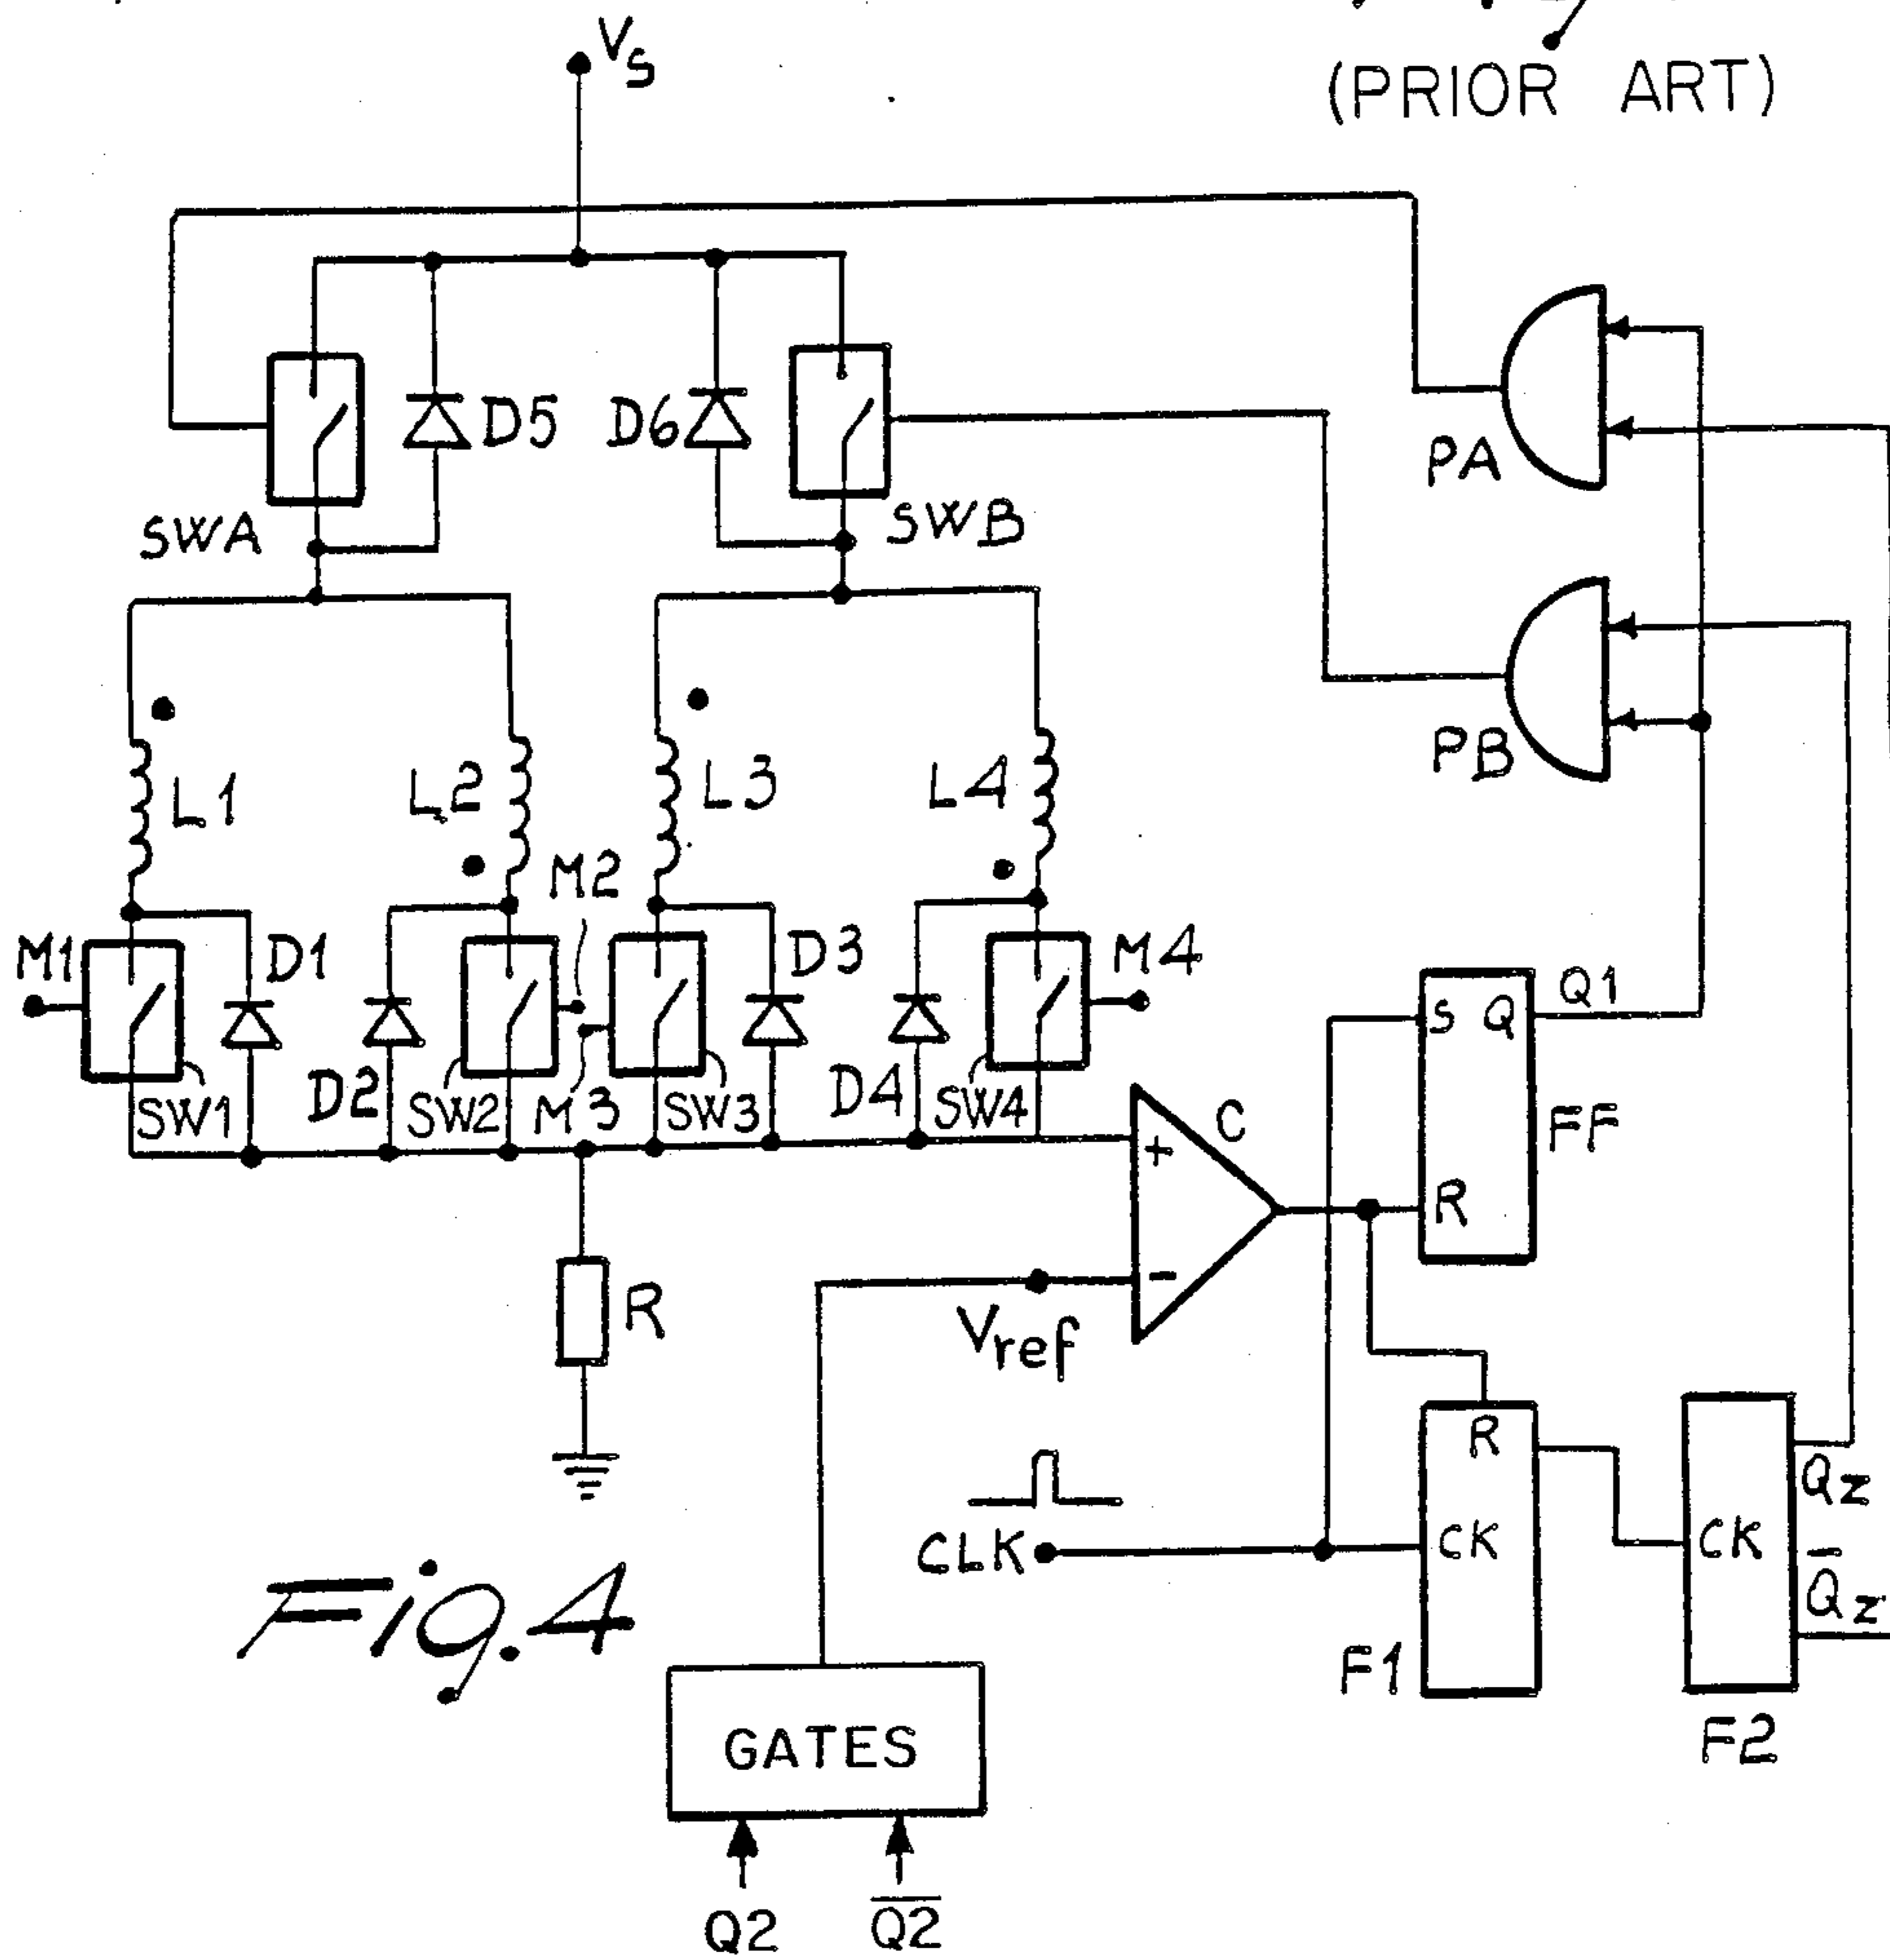 (PRIOR ART)
Vs
D5
D6
SWA
SWB
PA
PB
L1
L2
L3
L4
M1
D1
M2
D3
M4
D2
SW1
SW2
M3
SW3
D4
SW4
+
C
S
Q
Q1
FF
R
R
−
Vref
CLK
R
CK
F1
CK
Qz
Q̅z
F2
Fig.4
GATES
Q2
Q̅2̅